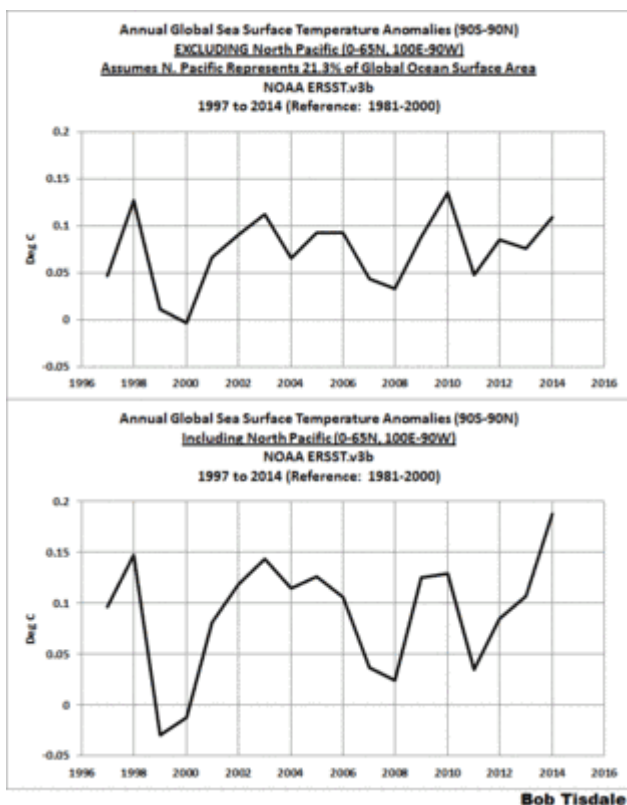 Annual Global Sea Surface Temperature Anomalies (90S-90N)
EXCLUDING North Pacific (0-65N, 100E-90W)
Assumes N. Pacific Represents 21.3% of Global Ocean Surface Area
NOAA ERSST.v3b
1997 to 2014 (Reference: 1981-2000)
0.2
0.15
0.1
0.05
0
-0.05
Deg C
1996 1998 2000 2002 2004 2006 2008 2010 2012 2014 2016
Annual Global Sea Surface Temperature Anomalies (90S-90N)
Including North Pacific (0-65N, 100E-90W)
NOAA ERSST.v3b
1997 to 2014 (Reference: 1981-2000)
0.2
0.15
0.1
0.05
0
-0.05
Deg C
1996 1998 2000 2002 2004 2006 2008 2010 2012 2014 2016
Bob Tisdale